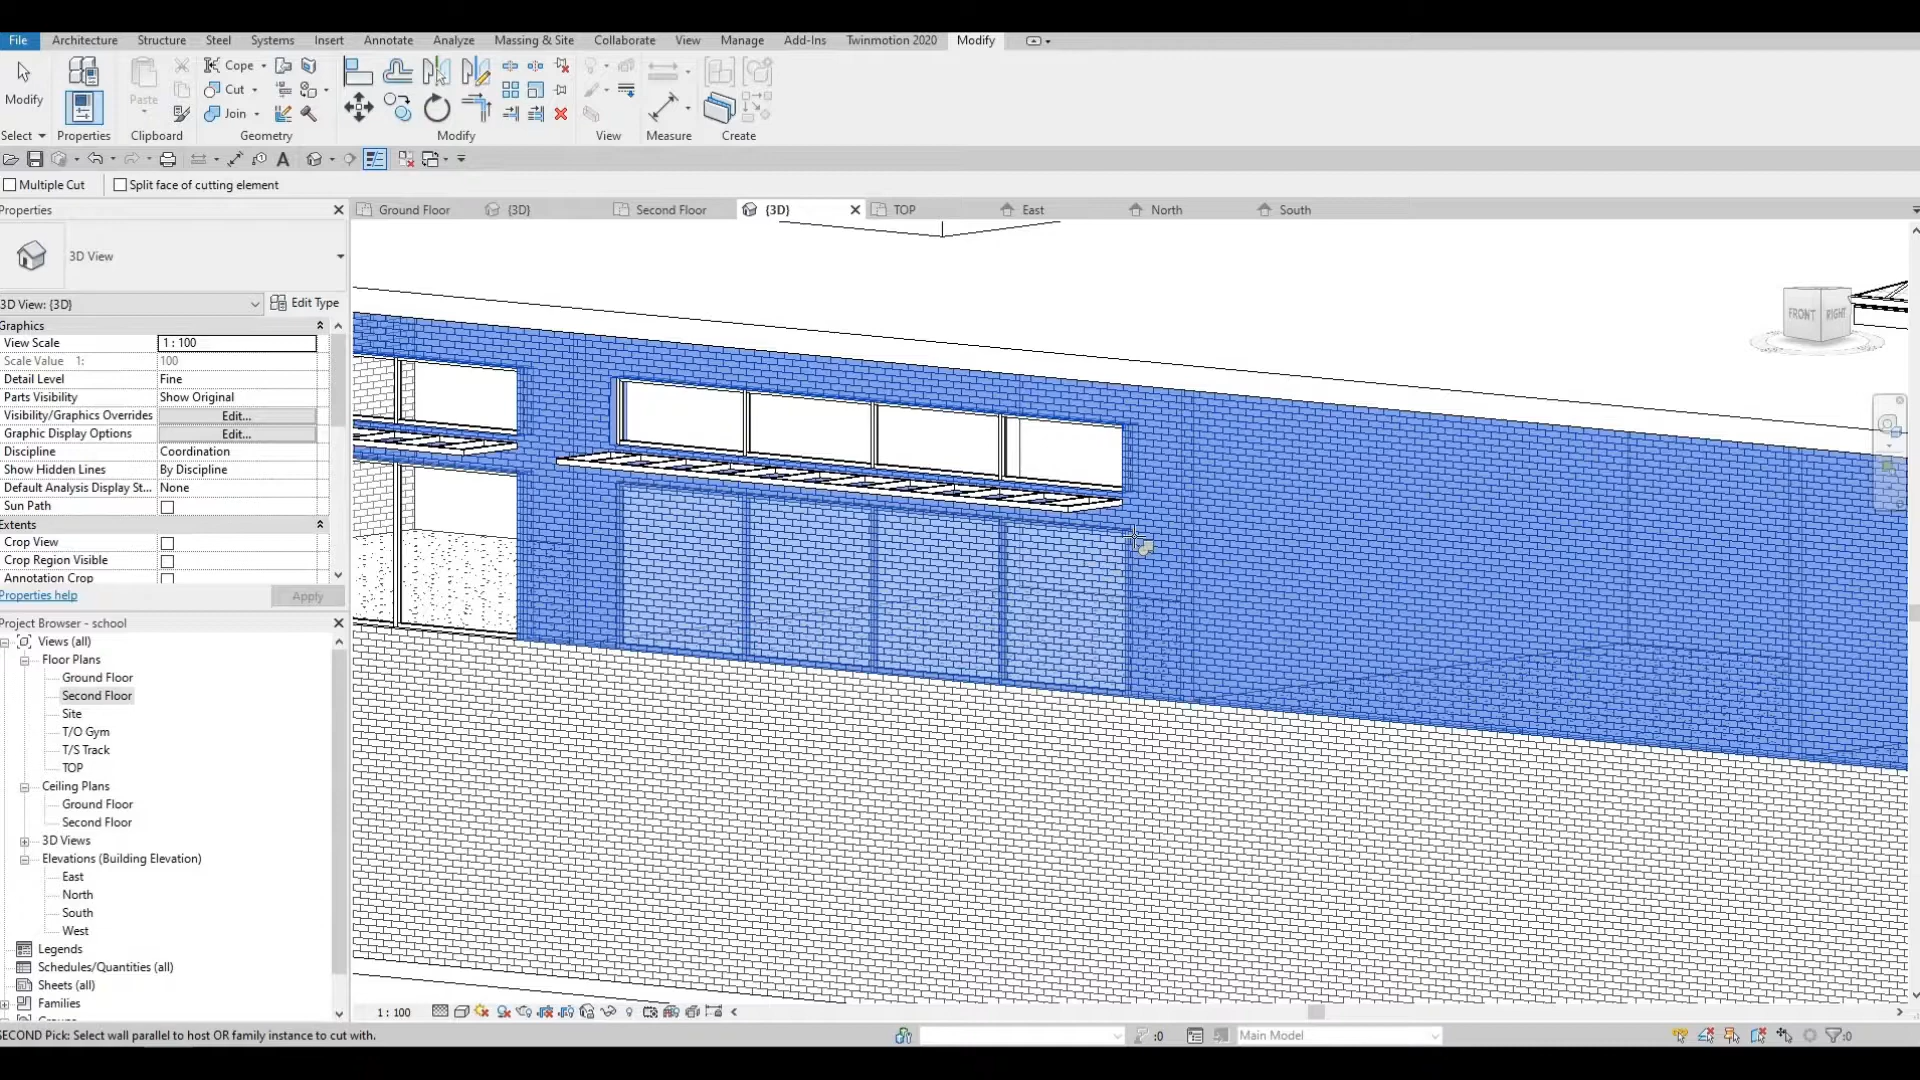 File Architecture Structure Steel Systems Insert Annotate Analyze Massing & Site Collaborate View Manage Add-Ins Twinmotion 2020 Modify
Modify
Paste
Cope
Cut
Join
Select Properties Clipboard Geometry Modify View Measure Create
Multiple Cut Split face of cutting element
Properties
Ground Floor {3D} Second Floor {3D} TOP East North South
3D View
3D View: {3D} Edit Type
Graphics
View Scale 1 : 100
Scale Value 1: 100
Detail Level Fine
Parts Visibility Show Original
Visibility/Graphics Overrides Edit...
Graphic Display Options Edit...
Discipline Coordination
Show Hidden Lines By Discipline
Default Analysis Display St... None
Sun Path
Extents
Crop View
Crop Region Visible
Annotation Crop
Properties help Apply
FRONT RIGHT
Project Browser - school
Views (all)
Floor Plans
Ground Floor
Second Floor
Site
T/O Gym
T/S Track
TOP
Ceiling Plans
Ground Floor
Second Floor
3D Views
Elevations (Building Elevation)
East
North
South
West
Legends
Schedules/Quantities (all)
Sheets (all)
Families
1 : 100
SECOND Pick: Select wall parallel to host OR family instance to cut with.
:0
Main Model
:0